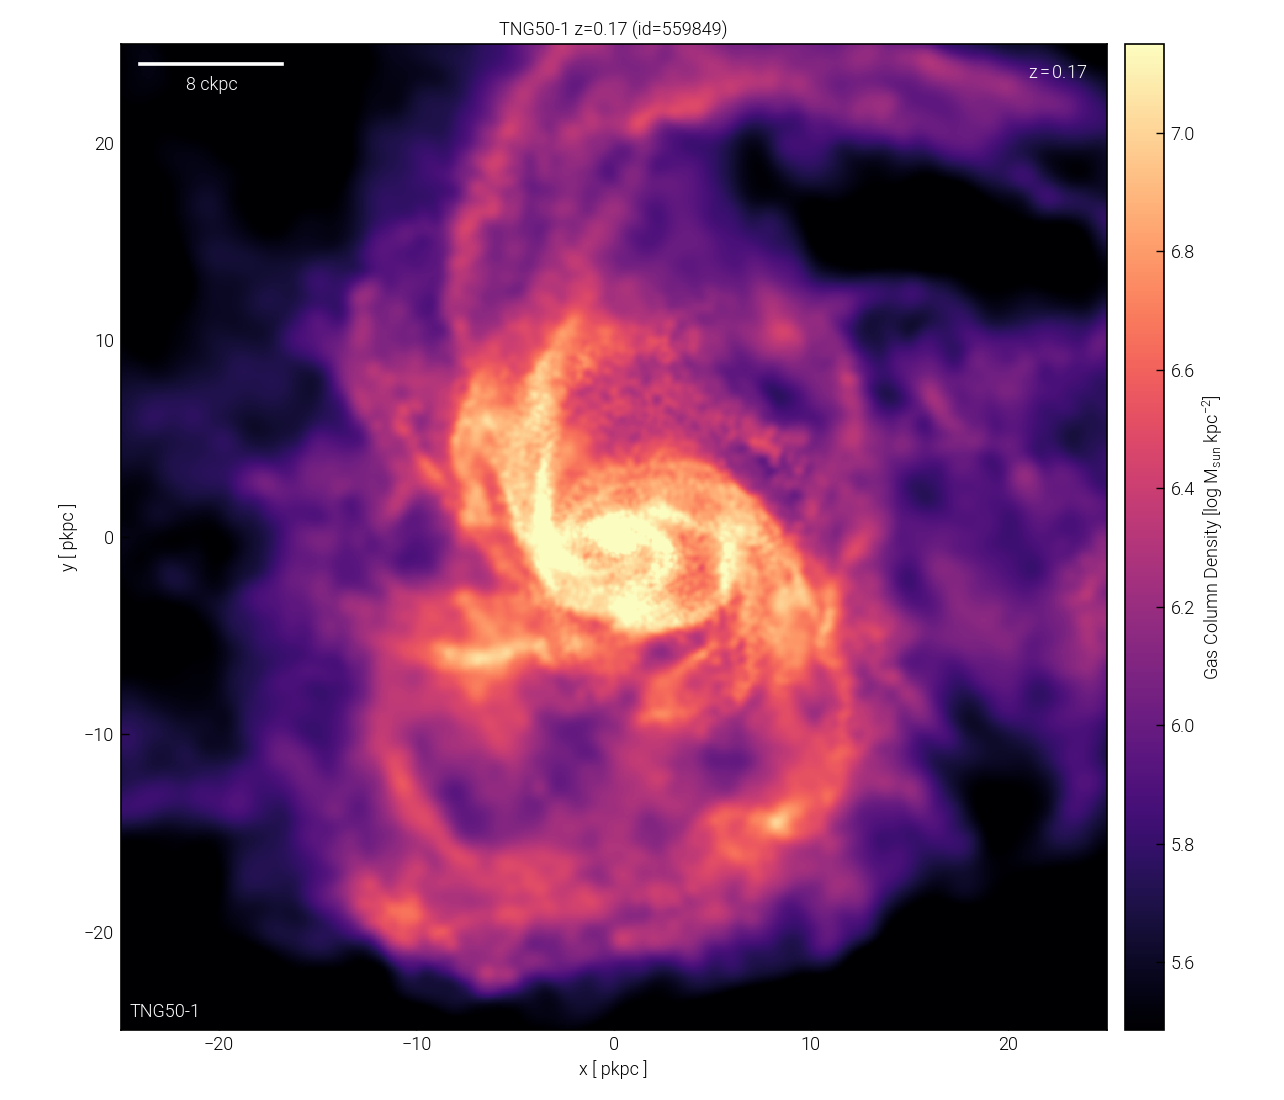 TNG50-1 z=0.17 (id=559849)
8 ckpc
z=0.17
TNG50-1
20
10
0
−10
−20
y [ pkpc ]
−20
−10
0
10
20
x [ pkpc ]
7.0
6.8
6.6
6.4
6.2
6.0
5.8
5.6
Gas Column Density [log M_sun kpc⁻²]